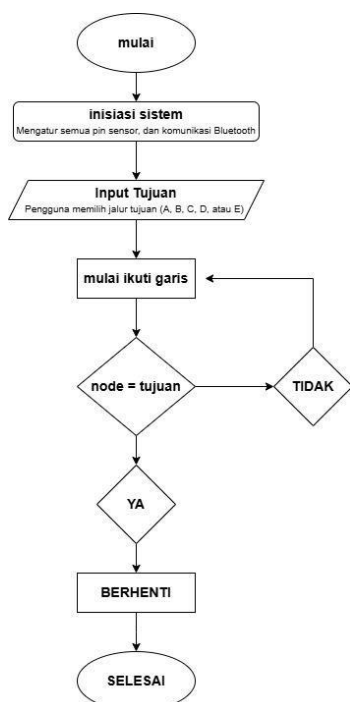 mulai
inisiasi sistem
Mengatur semua pin sensor, dan komunikasi Bluetooth
Input Tujuan
Pengguna memilih jalur tujuan (A, B, C, D, atau E)
mulai ikuti garis
node = tujuan
TIDAK
YA
BERHENTI
SELESAI